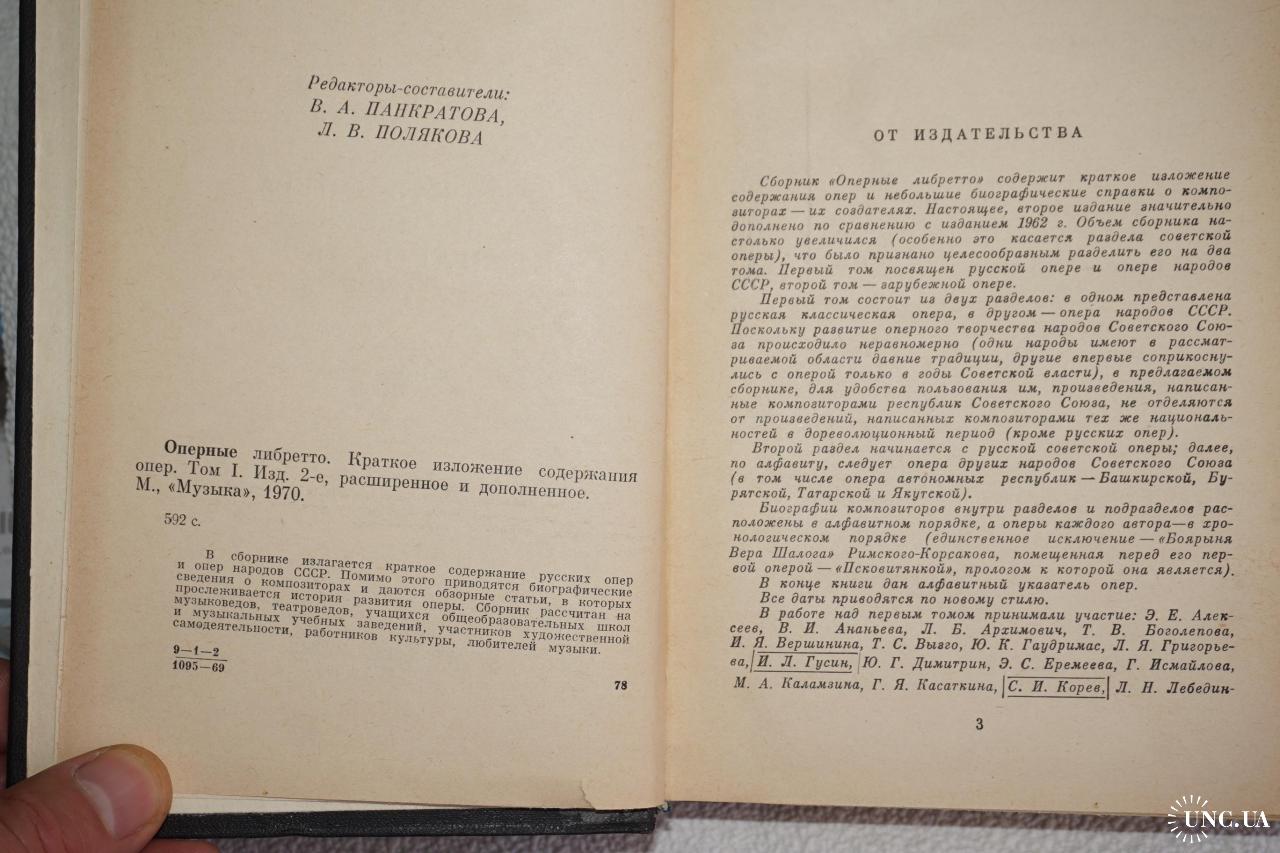 Редакторы-составители:
В. А. ПАНКРАТОВА,
Л. В. ПОЛЯКОВА
Оперные либретто. Краткое изложение содержания
опер. Том I. Изд. 2-е, расширенное и дополненное.
М., «Музыка», 1970.
592 с.
В сборнике излагается краткое содержание русских опер
и опер народов СССР. Помимо этого приводятся биографические
сведения о композиторах и даются обзорные статьи, в которых
прослеживается история развития оперы. Сборник рассчитан на
музыковедов, театроведов, учащихся общеобразовательных школ
и музыкальных учебных заведений, участников художественной
самодеятельности, работников культуры, любителей музыки.
9—1—2
1095—69
78
ОТ ИЗДАТЕЛЬСТВА
Сборник «Оперные либретто» содержит краткое изложение
содержания опер и небольшие биографические справки о компо-
зиторах — их создателях. Настоящее, второе издание значительно
дополнено по сравнению с изданием 1962 г. Объем сборника на-
столько увеличился (особенно это касается раздела советской
оперы), что было признано целесообразным разделить его на два
тома. Первый том посвящен русской опере и опере народов
СССР, второй том — зарубежной опере.
Первый том состоит из двух разделов: в одном представлена
русская классическая опера, в другом — опера народов СССР.
Поскольку развитие оперного творчества народов Советского Сою-
за происходило неравномерно (одни народы имеют в рассмат-
риваемой области давние традиции, другие впервые соприкосну-
лись с оперой только в годы Советской власти), в предлагаемом
сборнике, для удобства пользования им, произведения, написан-
ные композиторами республик Советского Союза, не отделяются
от произведений, написанных композиторами тех же националь-
ностей в дореволюционный период (кроме русских опер).
Второй раздел начинается с русской советской оперы; далее,
по алфавиту, следует опера других народов Советского Союза
(в том числе опера автономных республик — Башкирской, Бу-
рятской, Татарской и Якутской).
Биографии композиторов внутри разделов и подразделов рас-
положены в алфавитном порядке, а оперы каждого автора—в хро-
нологическом порядке (единственное исключение — «Боярыня
Вера Шелога» Римского-Корсакова, помещенная перед его пер-
вой оперой — «Псковитянкой», прологом к которой она является).
В конце книги дан алфавитный указатель опер.
Все даты приводятся по новому стилю.
В работе над первым томом принимали участие: Э. Е. Алек-
сеев, В. И. Ананьева, Л. Б. Архимович, Т. В. Боголепова,
И. Я. Вершинина, Т. С. Вызго, Ю. К. Гаудримас, Л. Я. Григорье-
ва, И. Л. Гусин, Ю. Г. Димитрин, Э. С. Еремеева, Г. Исмайлова,
М. А. Каламзина, Г. Я. Касаткина, С. И. Корев, Л. Н. Лебедин-
3
UNC.UA